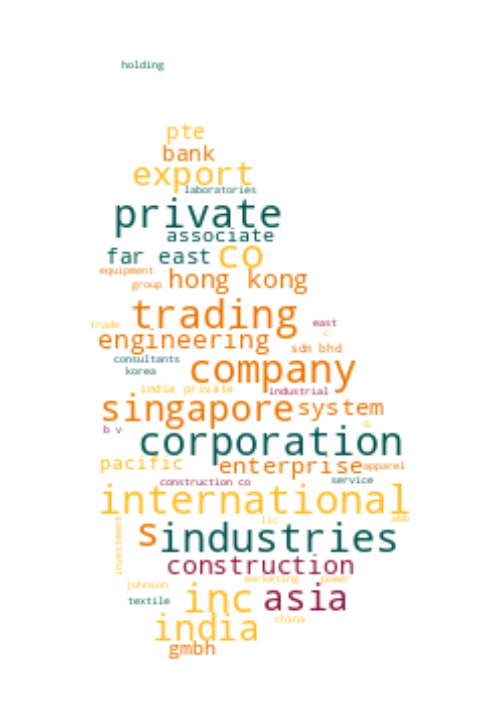 holding
pte
bank
export
laboratories
private
associate
far east co
equipment
hong kong
group
trading
east
trade
c
engineering
sdn bhd
consultants
company
korea
india private
industrial
singapore system
b v
corporation
pacific
enterprise apparel
construction co
service
international
llc
abb
s industries
investment
construction
marketing power
johnson
inc asia
textile
china
india
gmbh